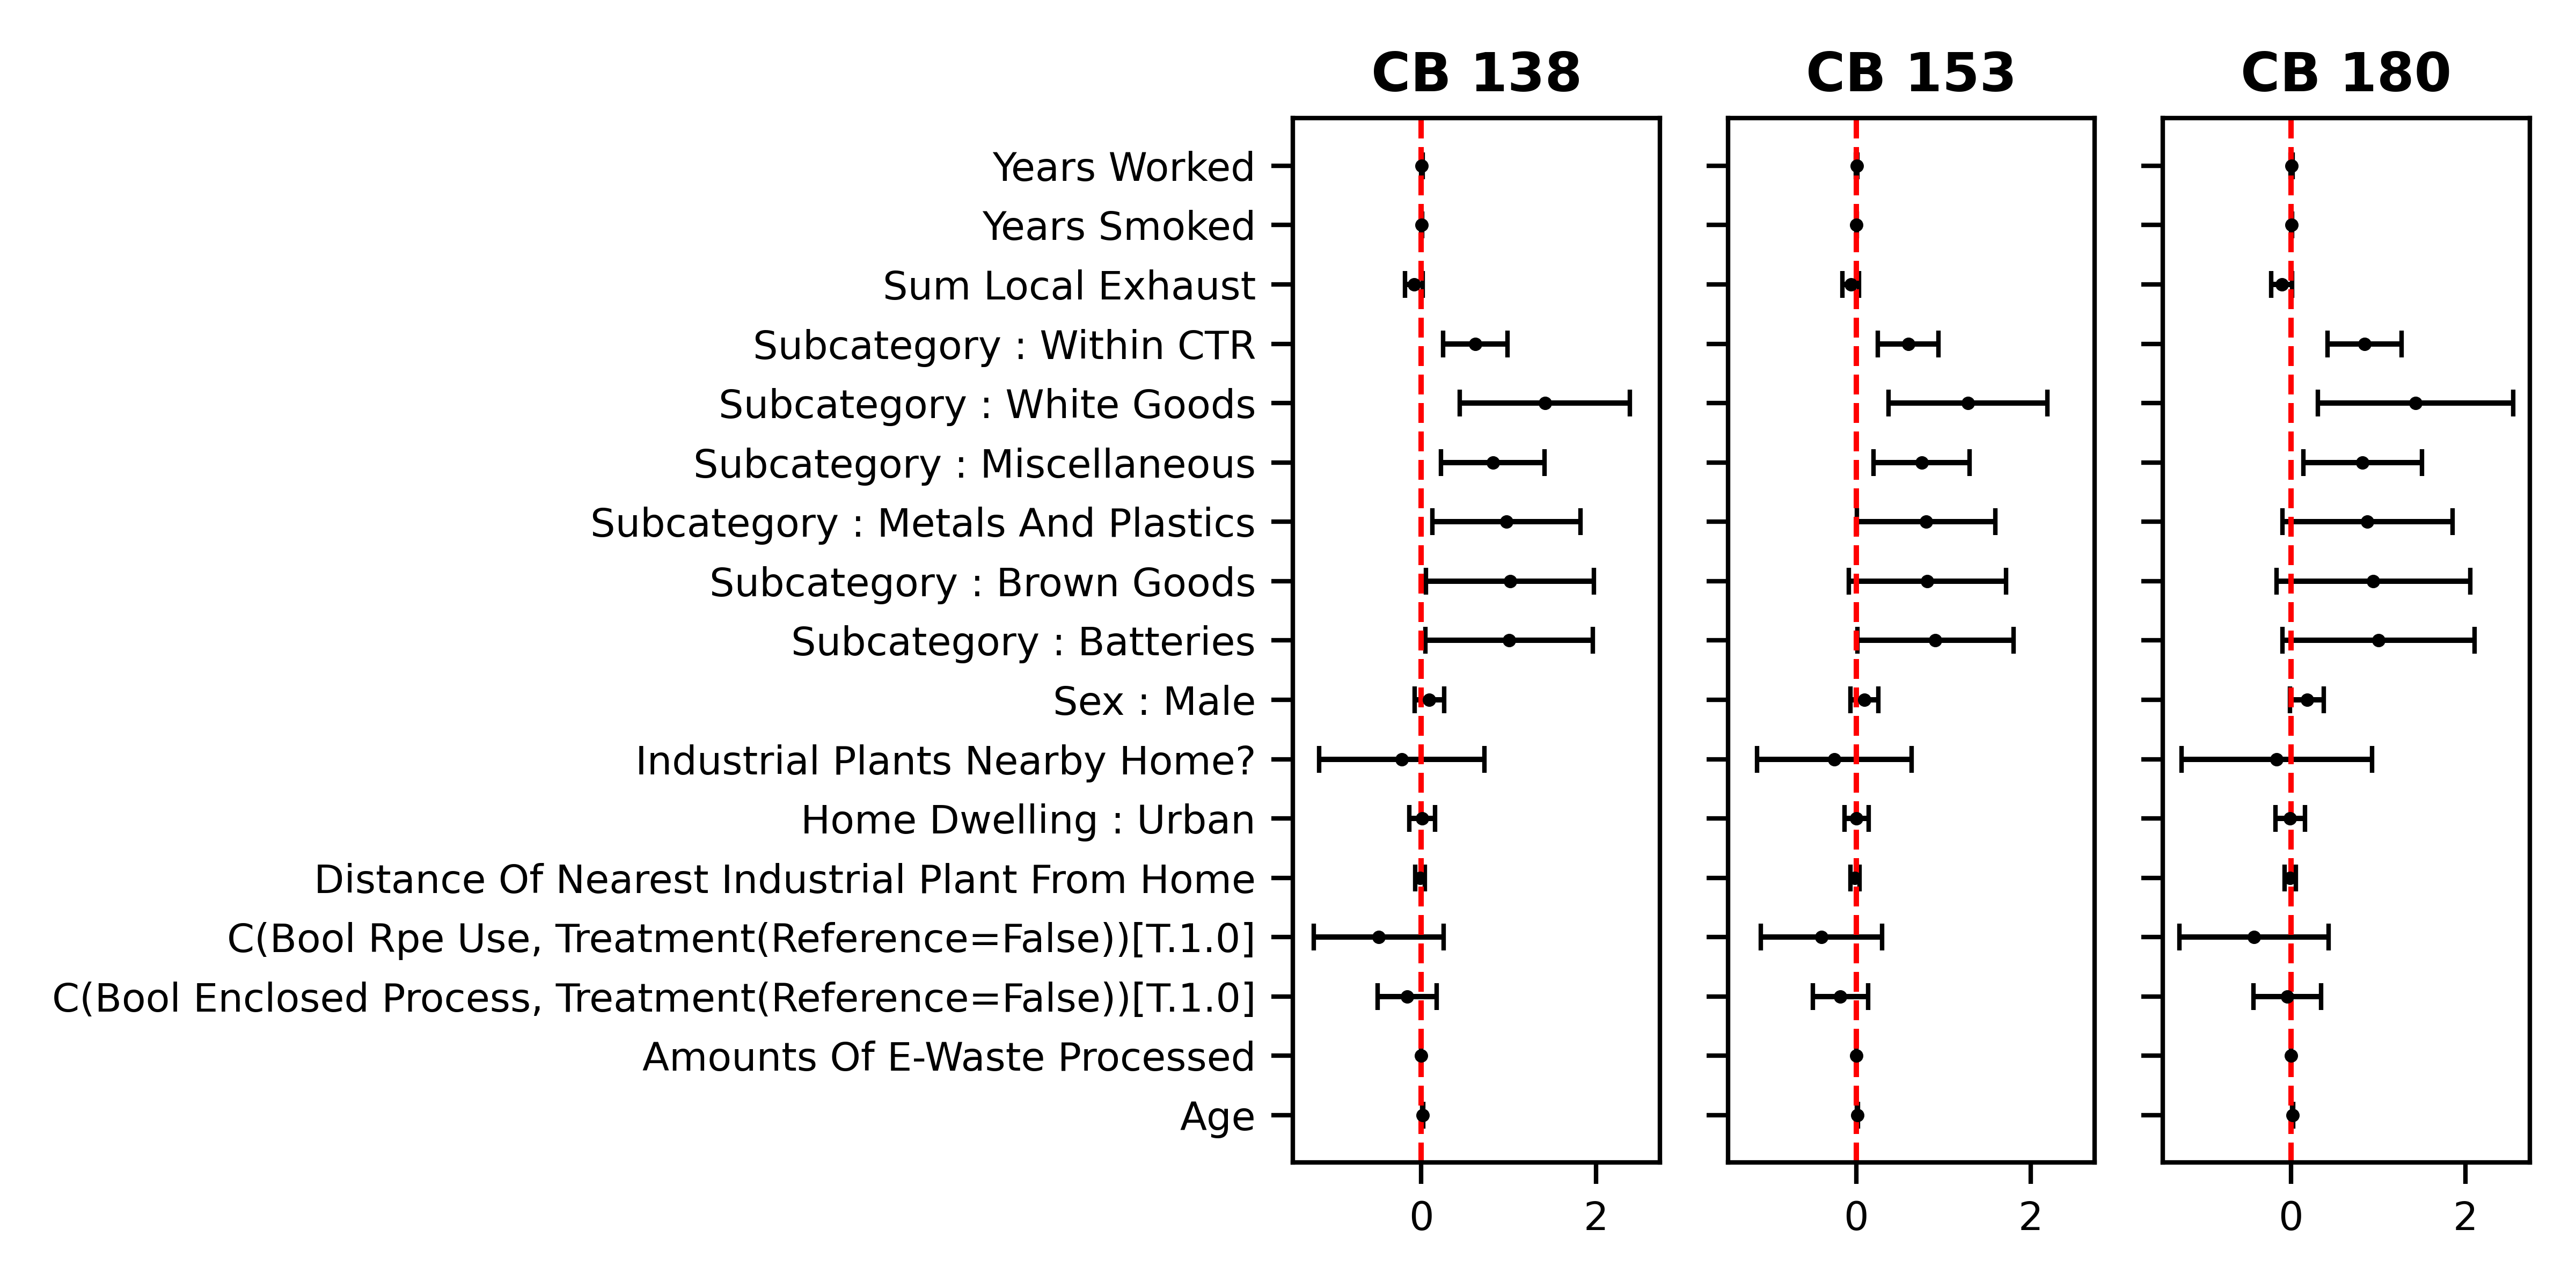 CB 138 CB 153 CB 180
Years Worked
Years Smoked
Sum Local Exhaust
Subcategory : Within CTR
Subcategory : White Goods
Subcategory : Miscellaneous
Subcategory : Metals And Plastics
Subcategory : Brown Goods
Subcategory : Batteries
Sex : Male
Industrial Plants Nearby Home?
Home Dwelling : Urban
Distance Of Nearest Industrial Plant From Home
C(Bool Rpe Use, Treatment(Reference=False))[T.1.0]
C(Bool Enclosed Process, Treatment(Reference=False))[T.1.0]
Amounts Of E-Waste Processed
Age
0 2 0 2 0 2